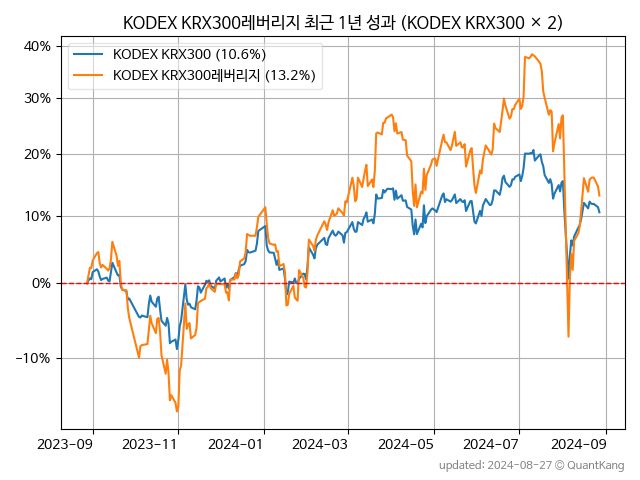 KODEX KRX300레버리지 최근 1년 성과 (KODEX KRX300 × 2)
KODEX KRX300 (10.6%)
KODEX KRX300레버리지 (13.2%)
40%
30%
20%
10%
0%
−10%
2023-09 2023-11 2024-01 2024-03 2024-05 2024-07 2024-09
updated: 2024-08-27 © QuantKang